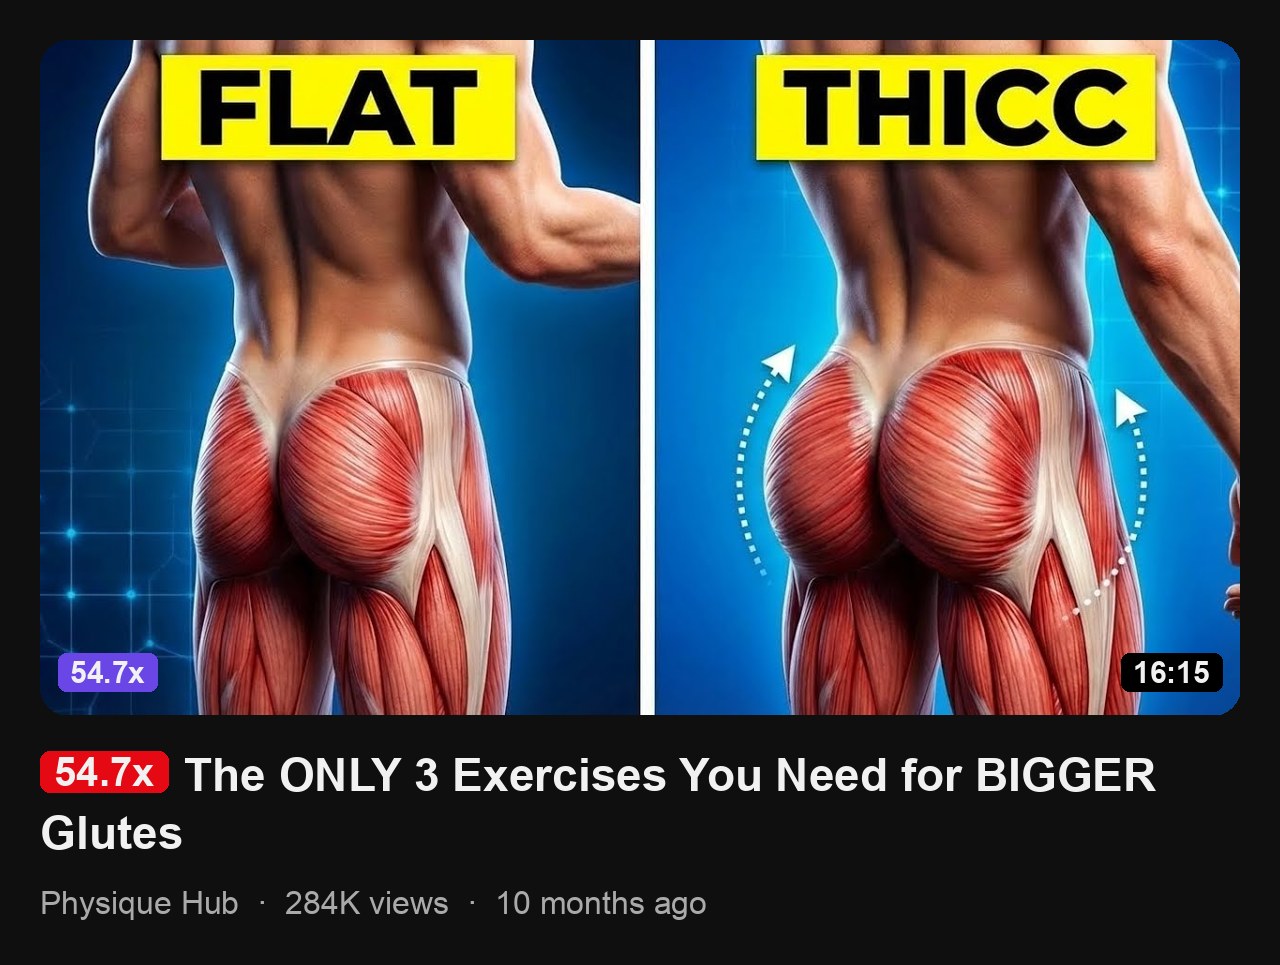 FLAT
THICC
54.7x
16:15
54.7x The ONLY 3 Exercises You Need for BIGGER
Glutes
Physique Hub · 284K views · 10 months ago